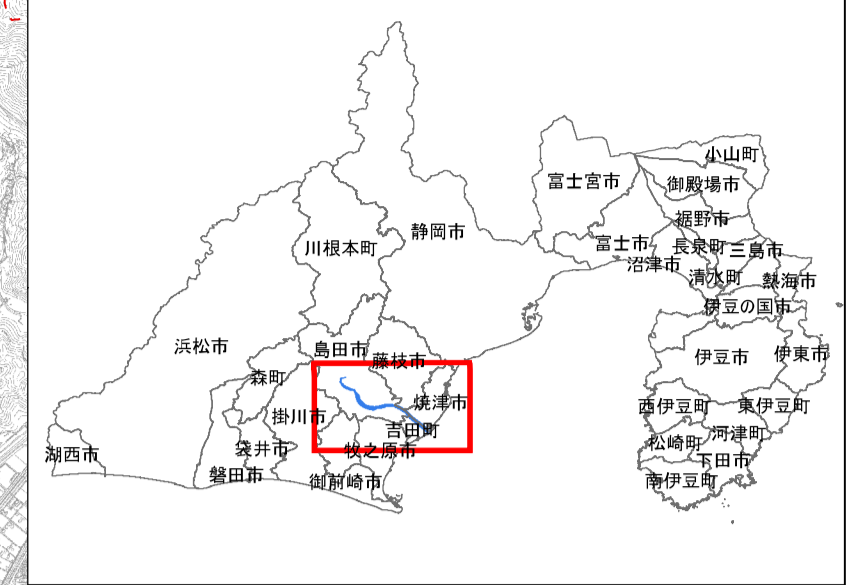 小山町
富士宮市
御殿場市
裾野市
静岡市
川根本町
富士市
長泉町
三島市
沼津市
清水町
熱海市
伊豆の国市
浜松市
島田市
藤枝市
伊豆市
伊東市
森町
焼津市
西伊豆町
東伊豆町
掛川市
吉田町
河津町
松崎町
袋井市
牧之原市
湖西市
下田市
磐田市
御前崎市
南伊豆町